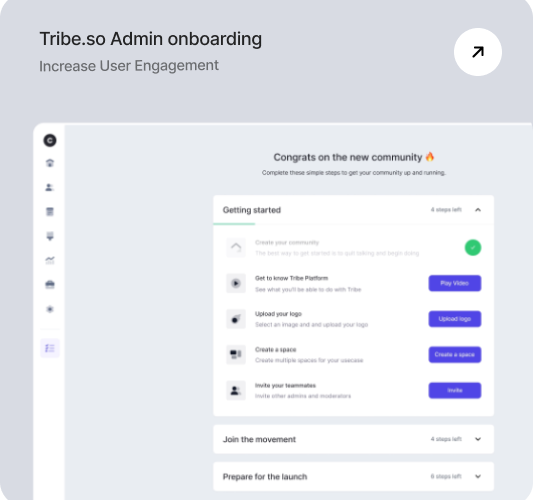 Tribe.so Admin onboarding
Increase User Engagement
C
Congrats on the new community 🔥
Complete these simple steps to get your community up and running.
Getting started
4 steps left
Create your community
The best way to get started is to quit talking and begin doing
Get to know Tribe Platform
See what you'll be able to do with Tribe
Play Video
Upload your logo
Select an image and and upload your logo
Upload logo
Create a space
Create multiple spaces for your usecase
Create a space
Invite your teammates
Invite other admins and moderators
Invite
Join the movement
4 steps left
Prepare for the launch
6 steps left